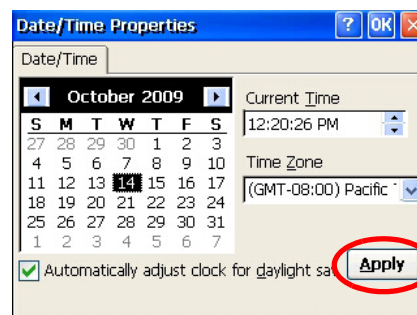 Date/Time Properties ? OK
Date/Time
October 2009
S M T W T F S
27 28 29 30 1 2 3
4 5 6 7 8 9 10
11 12 13 14 15 16 17
18 19 20 21 22 23 24
25 26 27 28 29 30 31
1 2 3 4 5 6 7
Current Time
12:20:26 PM
Time Zone
(GMT-08:00) Pacific
Automatically adjust clock for daylight sa
Apply